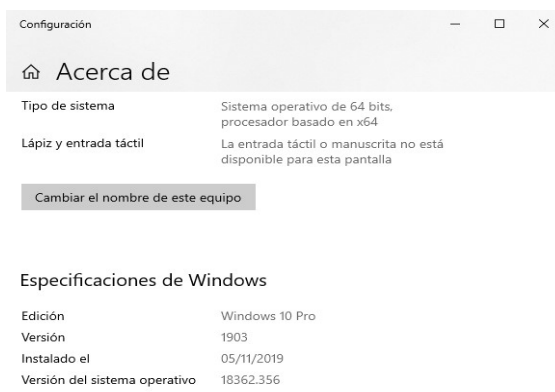 Configuración
Acerca de
Tipo de sistema Sistema operativo de 64 bits,
procesador basado en x64
Lápiz y entrada táctil La entrada táctil o manuscrita no está
disponible para esta pantalla
Cambiar el nombre de este equipo
Especificaciones de Windows
Edición Windows 10 Pro
Versión 1903
Instalado el 05/11/2019
Versión del sistema operativo 18362.356